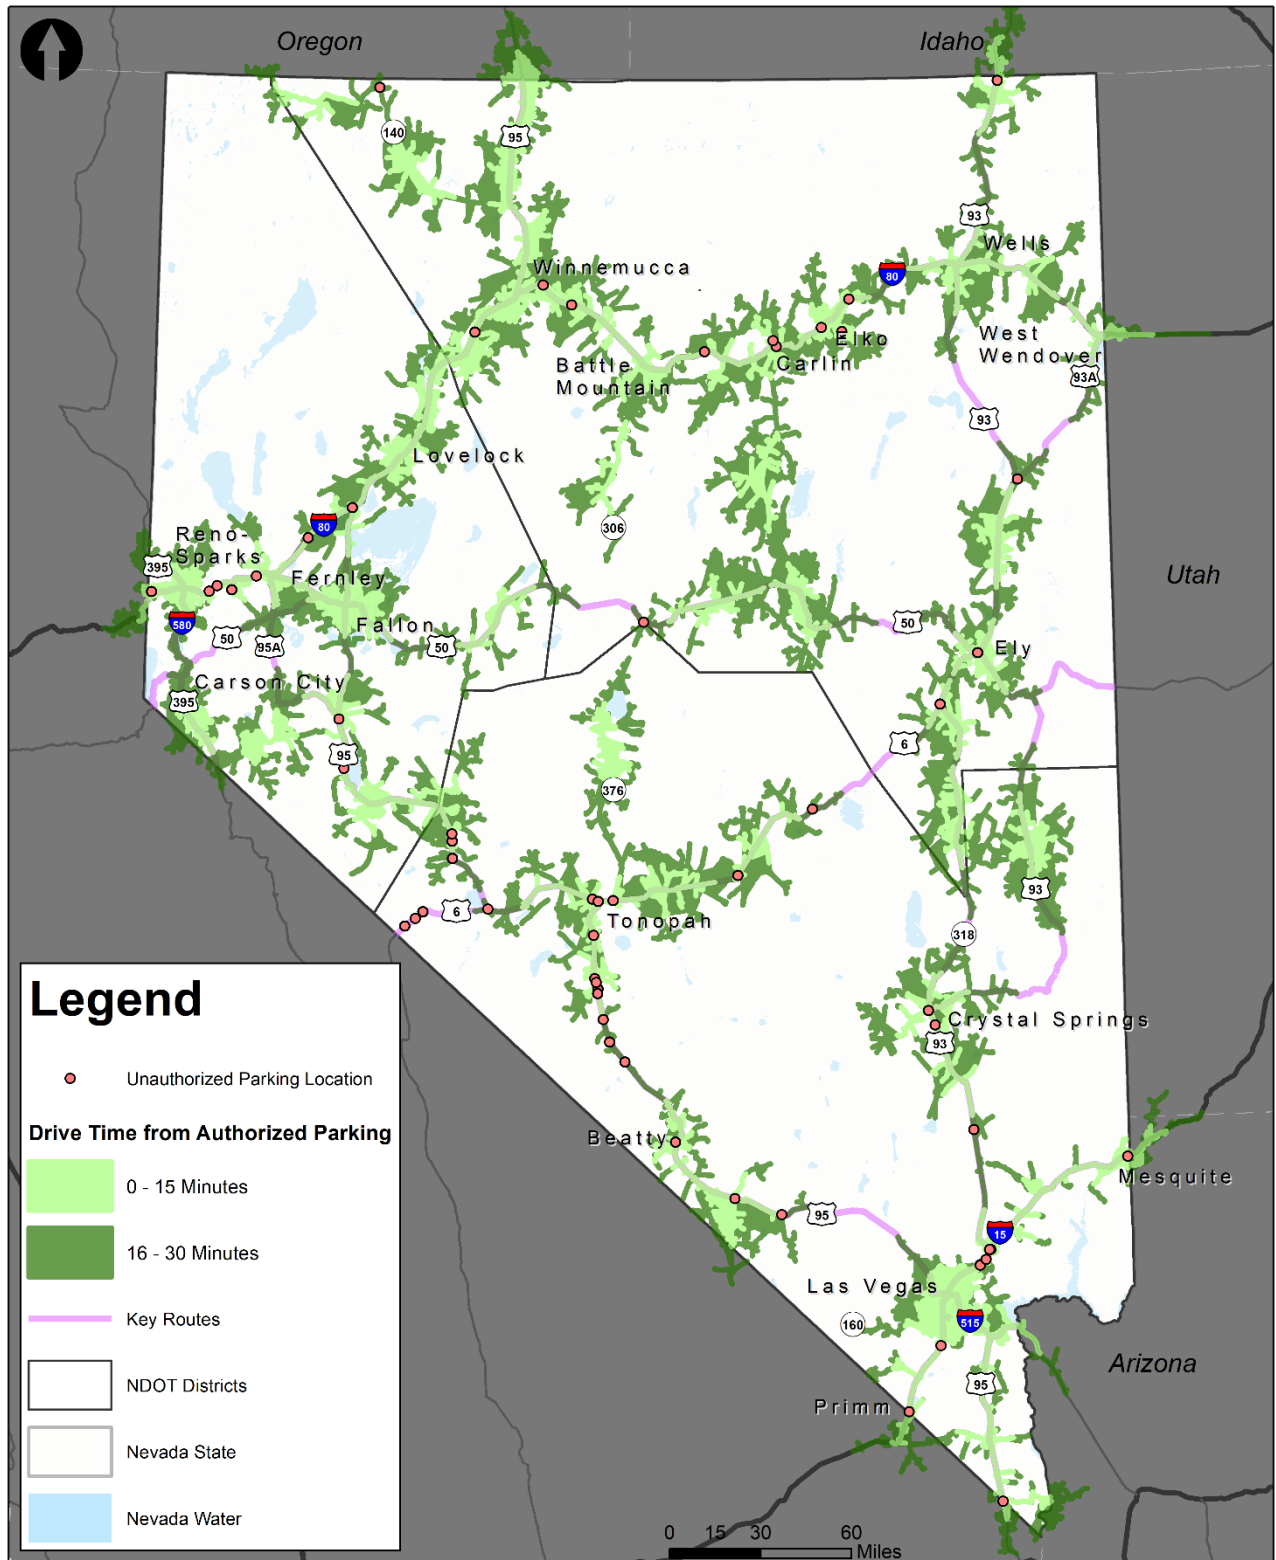 Oregon
Idaho
140
95
93
Wells
Winnemucca
80
West
Wendover
Elko
Carlin
Battle
Mountain
93A
93
Lovelock
306
80
Reno-
Sparks
395
Fernley
Utah
580
50
95A
Fallon
50
50
Ely
Carson City
395
95
6
376
93
6
Tonopah
318
Legend
Crystal Springs
93
Unauthorized Parking Location
Drive Time from Authorized Parking
Beatty
0 - 15 Minutes
Mesquite
95
15
16 - 30 Minutes
Las Vegas
Key Routes
160
515
Arizona
NDOT Districts
95
Primm
Nevada State
Nevada Water
0 15 30 60
Miles